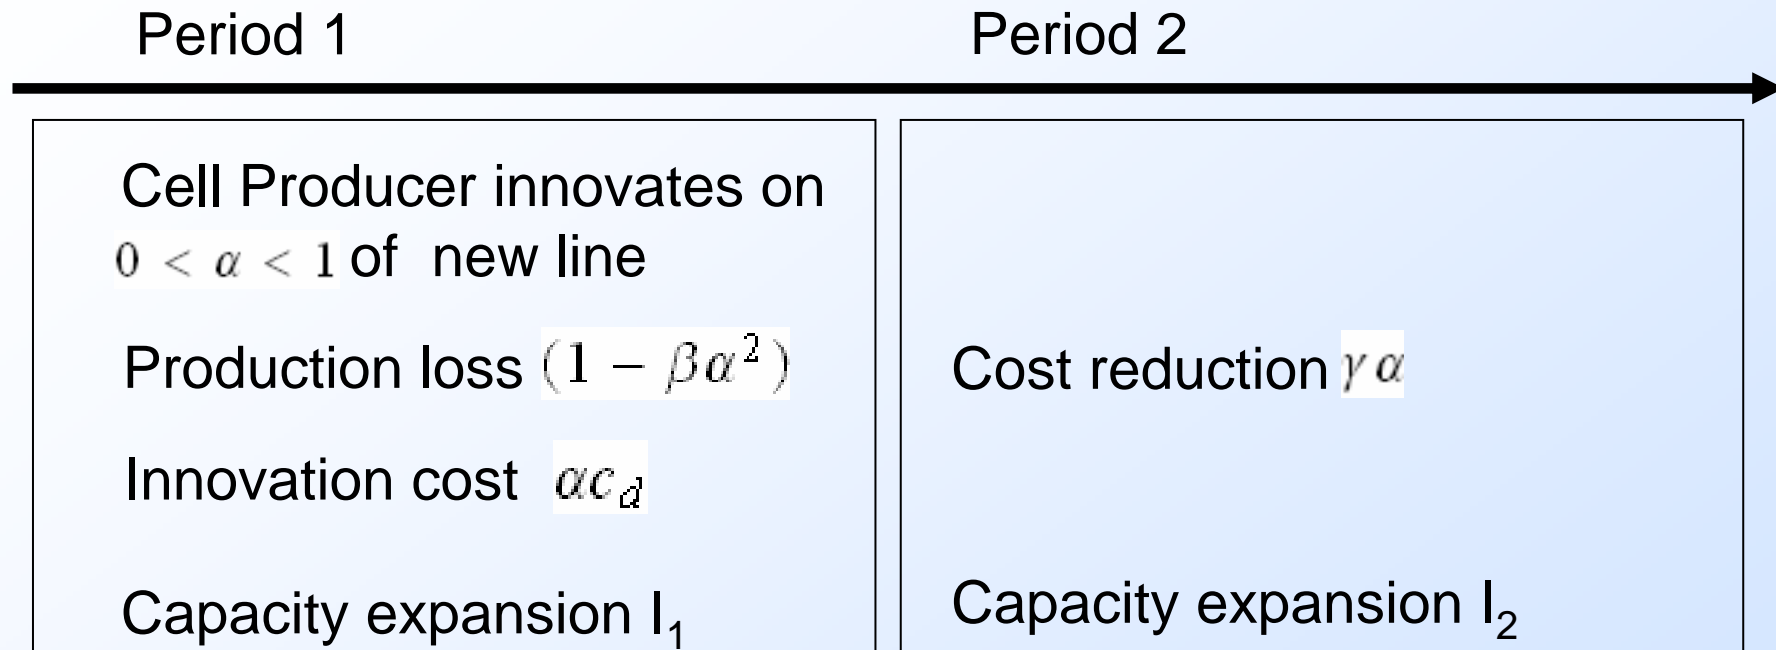 Period 1
Period 2
Cell Producer innovates on
0 < α < 1 of new line
Production loss (1 − βα²)
Innovation cost αc_d
Capacity expansion I₁
Cost reduction γα
Capacity expansion I₂